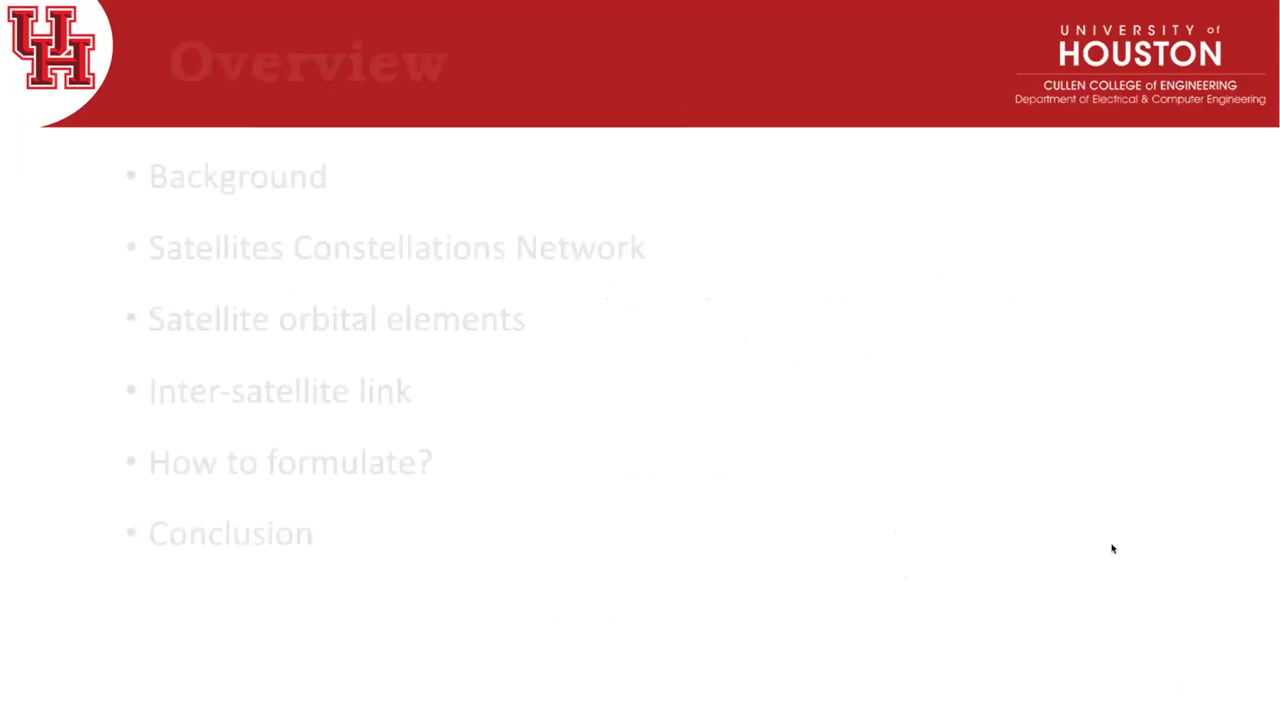 UH
Overview
UNIVERSITY of
HOUSTON
CULLEN COLLEGE of ENGINEERING
Department of Electrical & Computer Engineering
• Background
• Satellites Constellations Network
• Satellite orbital elements
• Inter-satellite link
• How to formulate?
• Conclusion